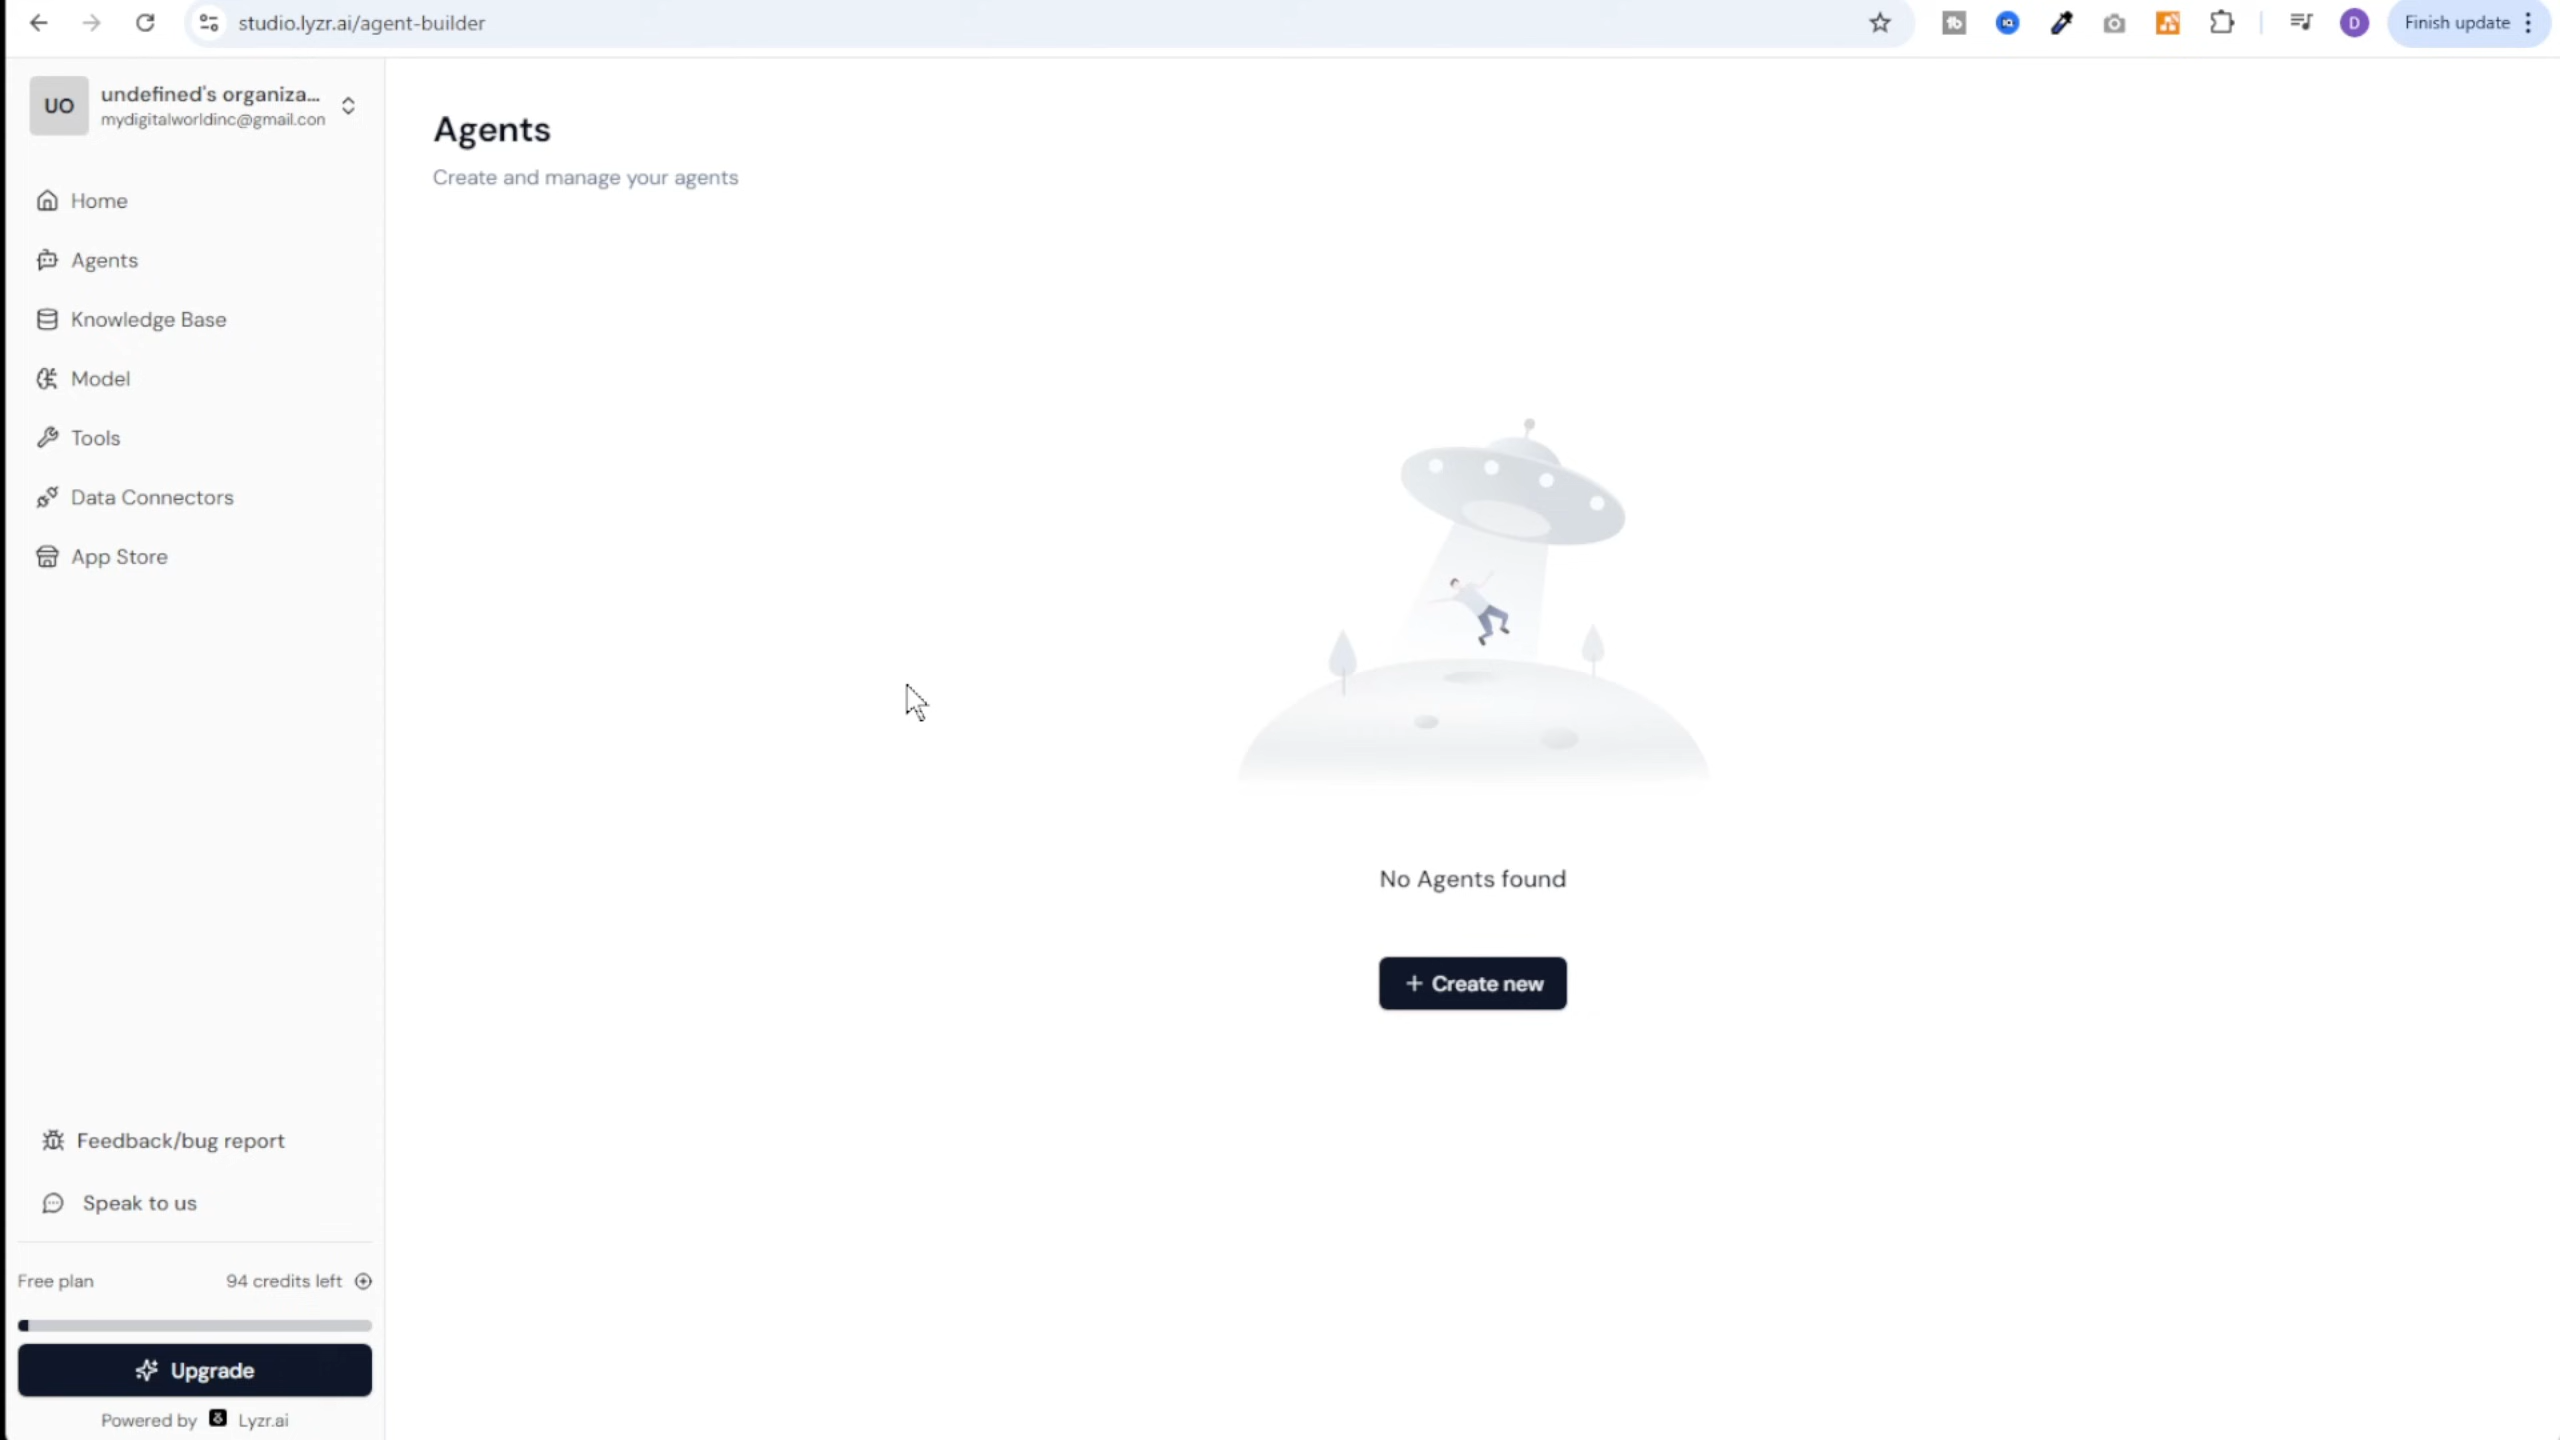 studio.lyzr.ai/agent-builder
D
Finish update
UO
undefined's organiza...
mydigitalworldinc@gmail.con
Home
Agents
Knowledge Base
Model
Tools
Data Connectors
App Store
Feedback/bug report
Speak to us
Free plan
94 credits left
Upgrade
Powered by Lyzr.ai
Agents
Create and manage your agents
No Agents found
+ Create new